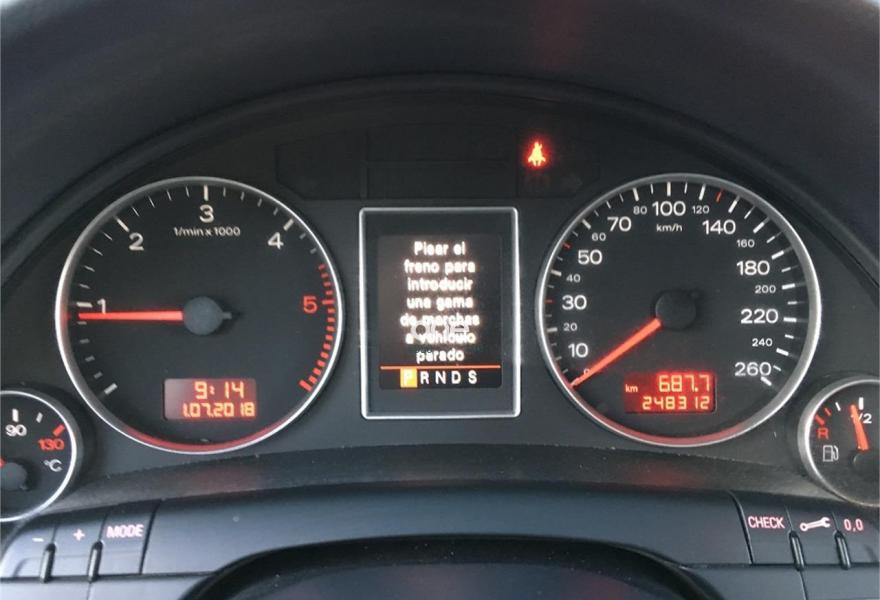 3
1/min x 1000
2
4
1
5
9:14
1.07.2018
Pisar el
freno para
introducir
una gama
de marchas
a vehículo
parado
P R N D S
80 100 120
70 km/h 140
60 160
50 180
40 200
30 220
20 240
10 260
km 687.7
248312
90
130
°C
1/2
R
- + MODE
CHECK 0,0